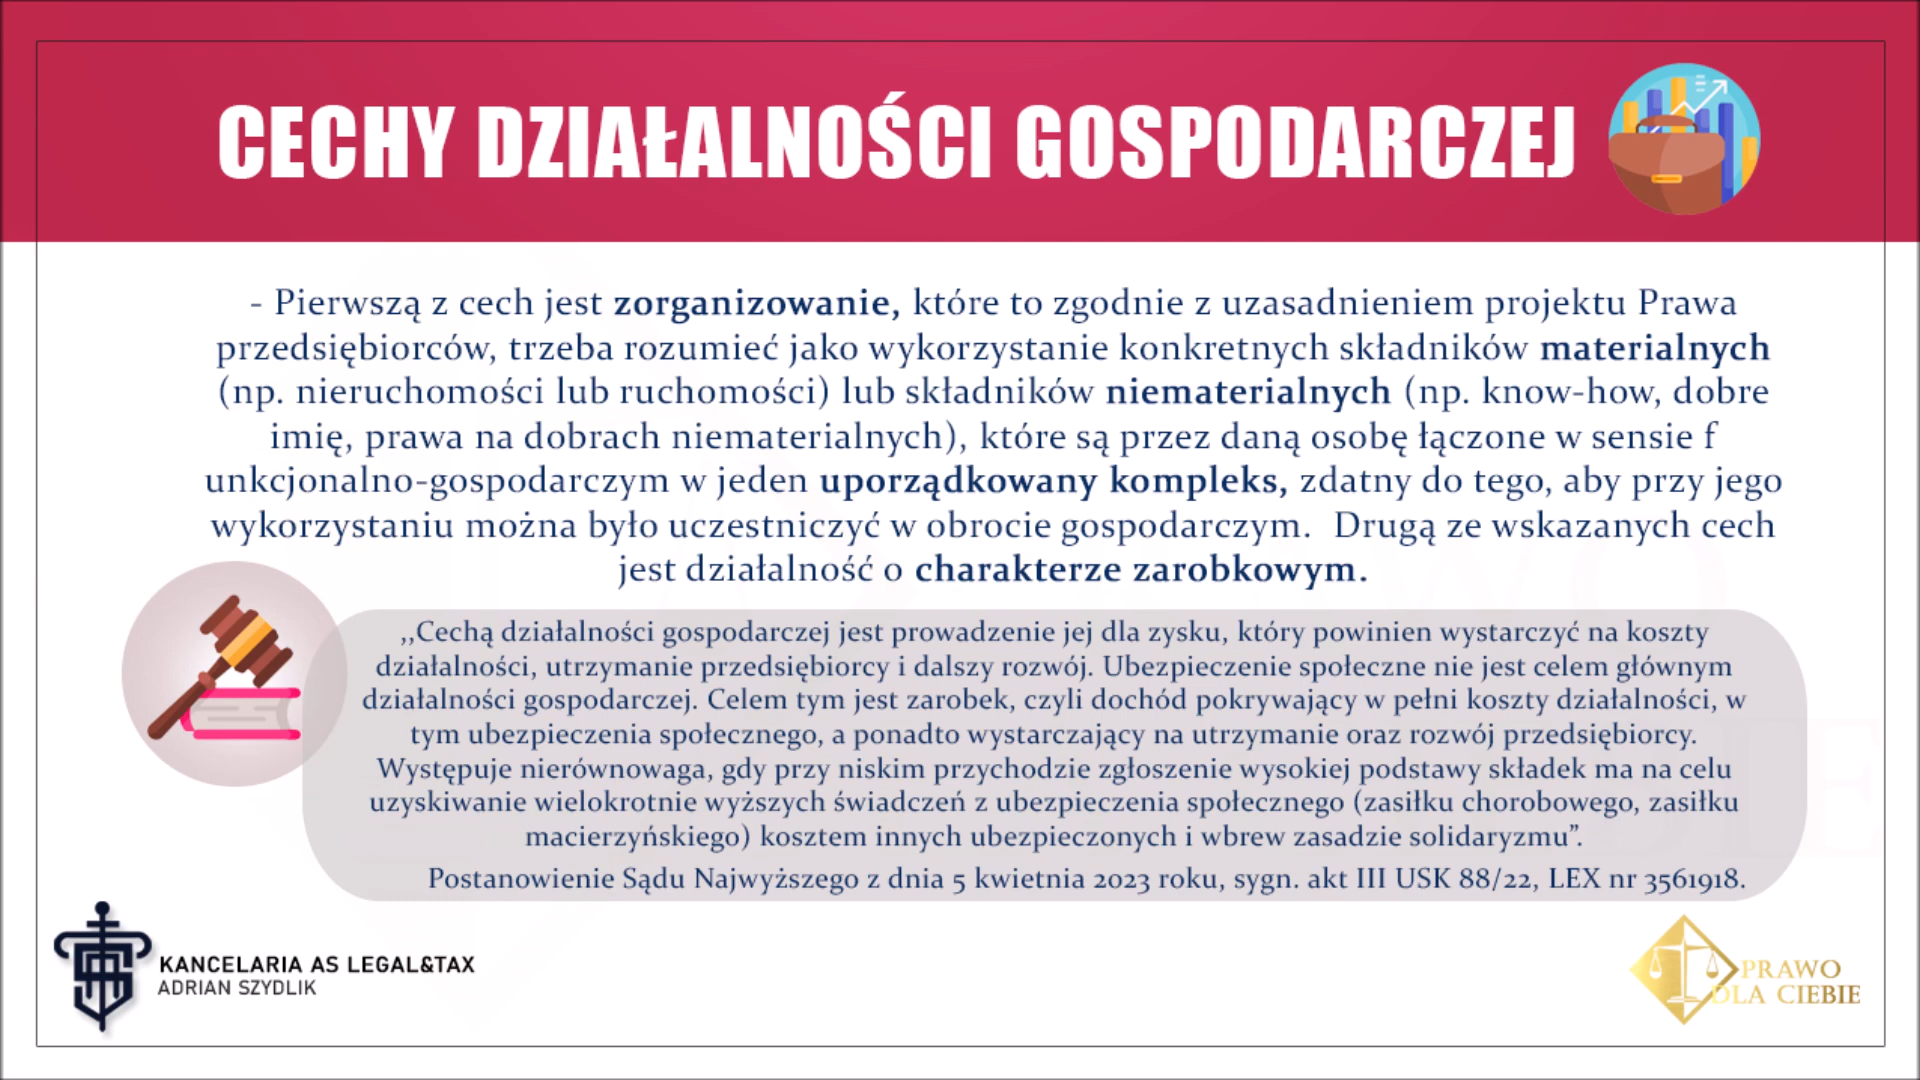 CECHY DZIAŁALNOŚCI GOSPODARCZEJ
- Pierwszą z cech jest zorganizowanie, które to zgodnie z uzasadnieniem projektu Prawa
przedsiębiorców, trzeba rozumieć jako wykorzystanie konkretnych składników materialnych
(np. nieruchomości lub ruchomości) lub składników niematerialnych (np. know-how, dobre
imię, prawa na dobrach niematerialnych), które są przez daną osobę łączone w sensie f
unkcjonalno-gospodarczym w jeden uporządkowany kompleks, zdatny do tego, aby przy jego
wykorzystaniu można było uczestniczyć w obrocie gospodarczym. Drugą ze wskazanych cech
jest działalność o charakterze zarobkowym.
,,Cechą działalności gospodarczej jest prowadzenie jej dla zysku, który powinien wystarczyć na koszty
działalności, utrzymanie przedsiębiorcy i dalszy rozwój. Ubezpieczenie społeczne nie jest celem głównym
działalności gospodarczej. Celem tym jest zarobek, czyli dochód pokrywający w pełni koszty działalności, w
tym ubezpieczenia społecznego, a ponadto wystarczający na utrzymanie oraz rozwój przedsiębiorcy.
Występuje nierównowaga, gdy przy niskim przychodzie zgłoszenie wysokiej podstawy składek ma na celu
uzyskiwanie wielokrotnie wyższych świadczeń z ubezpieczenia społecznego (zasiłku chorobowego, zasiłku
macierzyńskiego) kosztem innych ubezpieczonych i wbrew zasadzie solidaryzmu”.
Postanowienie Sądu Najwyższego z dnia 5 kwietnia 2023 roku, sygn. akt III USK 88/22, LEX nr 3561918.
KANCELARIA AS LEGAL&TAX
ADRIAN SZYDLIK
PRAWO
DLA CIEBIE